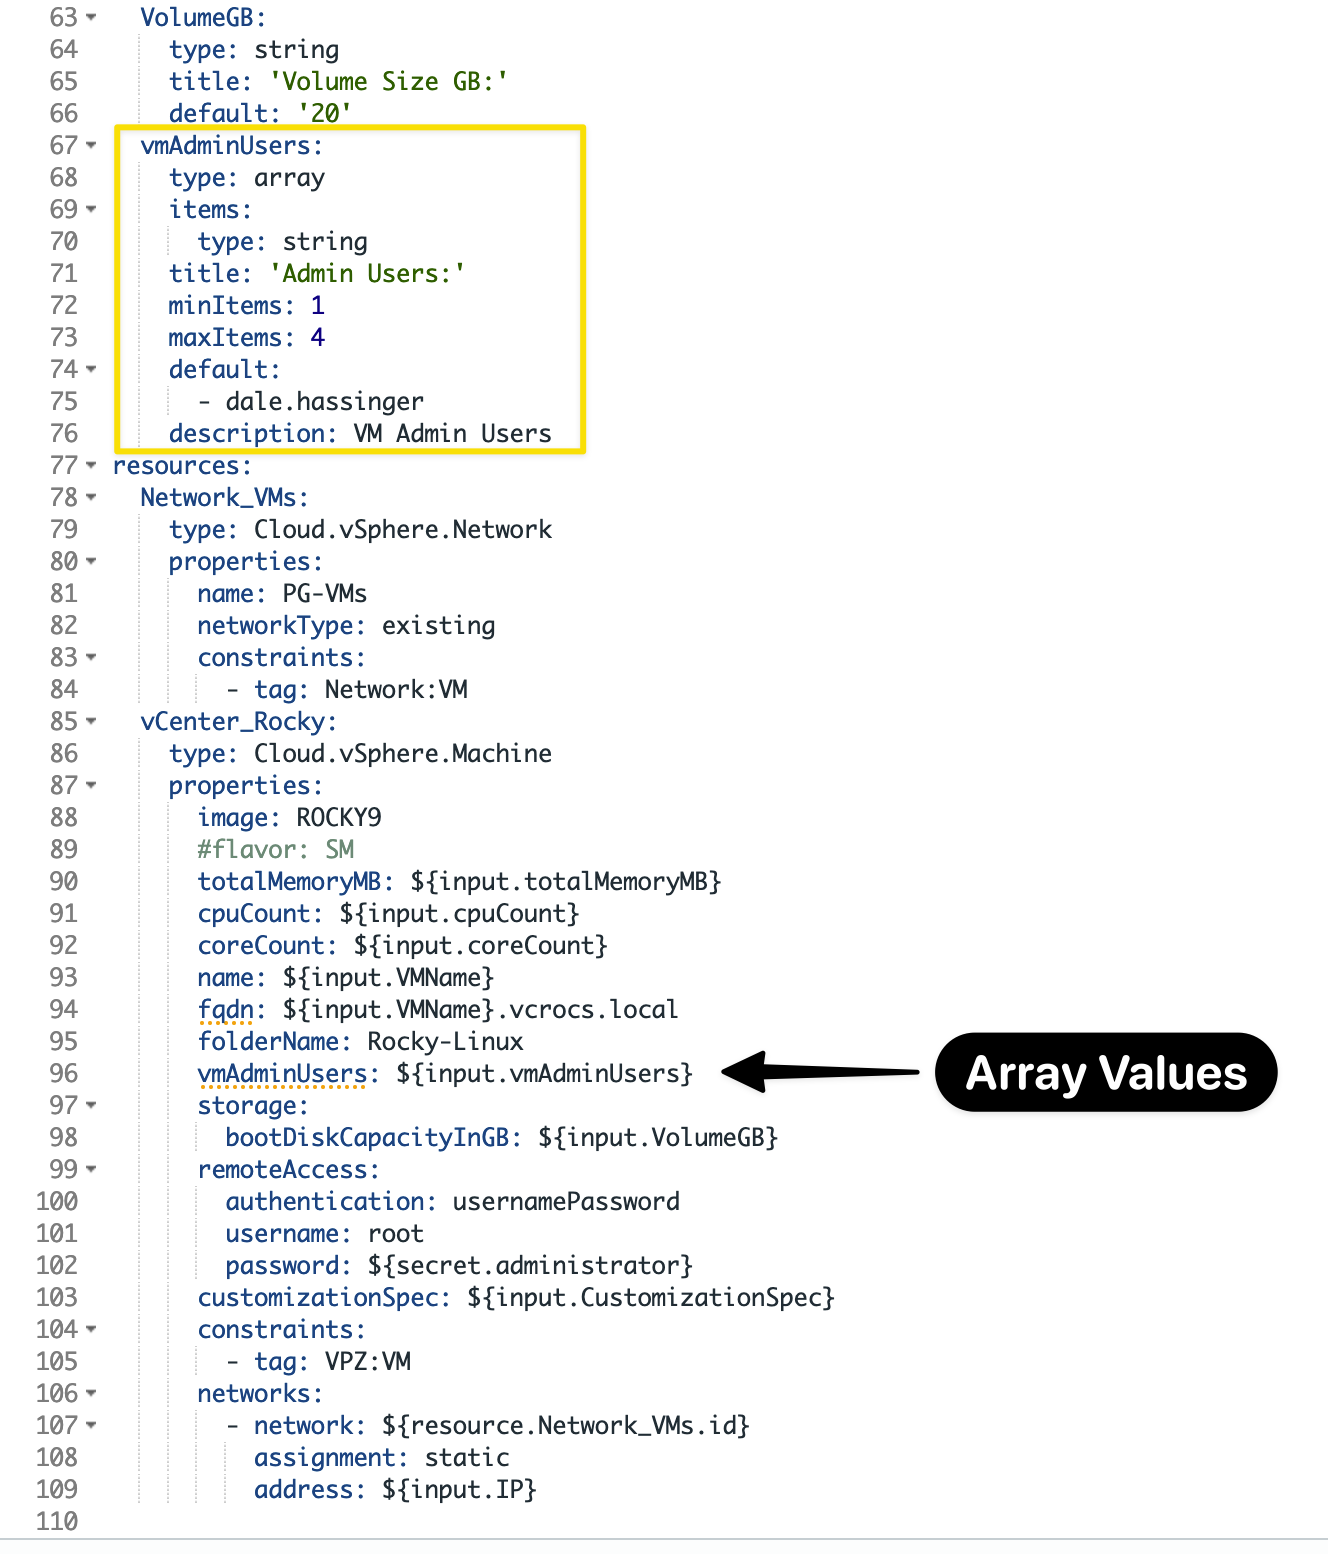 63 VolumeGB:
64 type: string
65 title: 'Volume Size GB:'
66 default: '20'
67 vmAdminUsers:
68 type: array
69 items:
70 type: string
71 title: 'Admin Users:'
72 minItems: 1
73 maxItems: 4
74 default:
75 - dale.hassinger
76 description: VM Admin Users
77 resources:
78 Network_VMs:
79 type: Cloud.vSphere.Network
80 properties:
81 name: PG-VMs
82 networkType: existing
83 constraints:
84 - tag: Network:VM
85 vCenter_Rocky:
86 type: Cloud.vSphere.Machine
87 properties:
88 image: ROCKY9
89 #flavor: SM
90 totalMemoryMB: ${input.totalMemoryMB}
91 cpuCount: ${input.cpuCount}
92 coreCount: ${input.coreCount}
93 name: ${input.VMName}
94 fqdn: ${input.VMName}.vcrocs.local
95 folderName: Rocky-Linux
96 vmAdminUsers: ${input.vmAdminUsers} Array Values
97 storage:
98 bootDiskCapacityInGB: ${input.VolumeGB}
99 remoteAccess:
100 authentication: usernamePassword
101 username: root
102 password: ${secret.administrator}
103 customizationSpec: ${input.CustomizationSpec}
104 constraints:
105 - tag: VPZ:VM
106 networks:
107 - network: ${resource.Network_VMs.id}
108 assignment: static
109 address: ${input.IP}
110